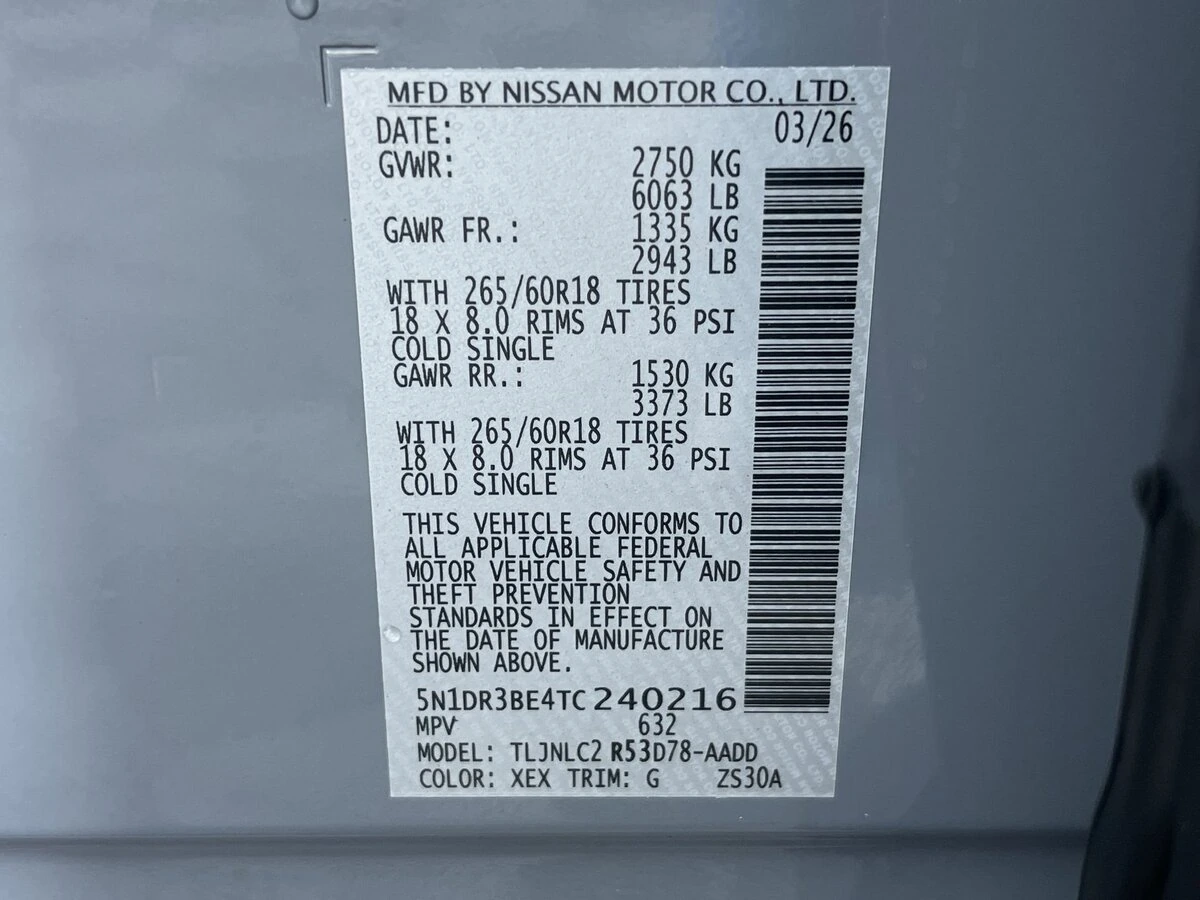 MFD BY NISSAN MOTOR CO., LTD.
DATE: 03/26
GVWR: 2750 KG
6063 LB
GAWR FR.: 1335 KG
2943 LB
WITH 265/60R18 TIRES
18 X 8.0 RIMS AT 36 PSI
COLD SINGLE
GAWR RR.: 1530 KG
3373 LB
WITH 265/60R18 TIRES
18 X 8.0 RIMS AT 36 PSI
COLD SINGLE
THIS VEHICLE CONFORMS TO
ALL APPLICABLE FEDERAL
MOTOR VEHICLE SAFETY AND
THEFT PREVENTION
STANDARDS IN EFFECT ON
THE DATE OF MANUFACTURE
SHOWN ABOVE.
5N1DR3BE4TC240216
MPV 632
MODEL: TLJNLC2 R53D78-AADD
COLOR: XEX TRIM: G ZS30A